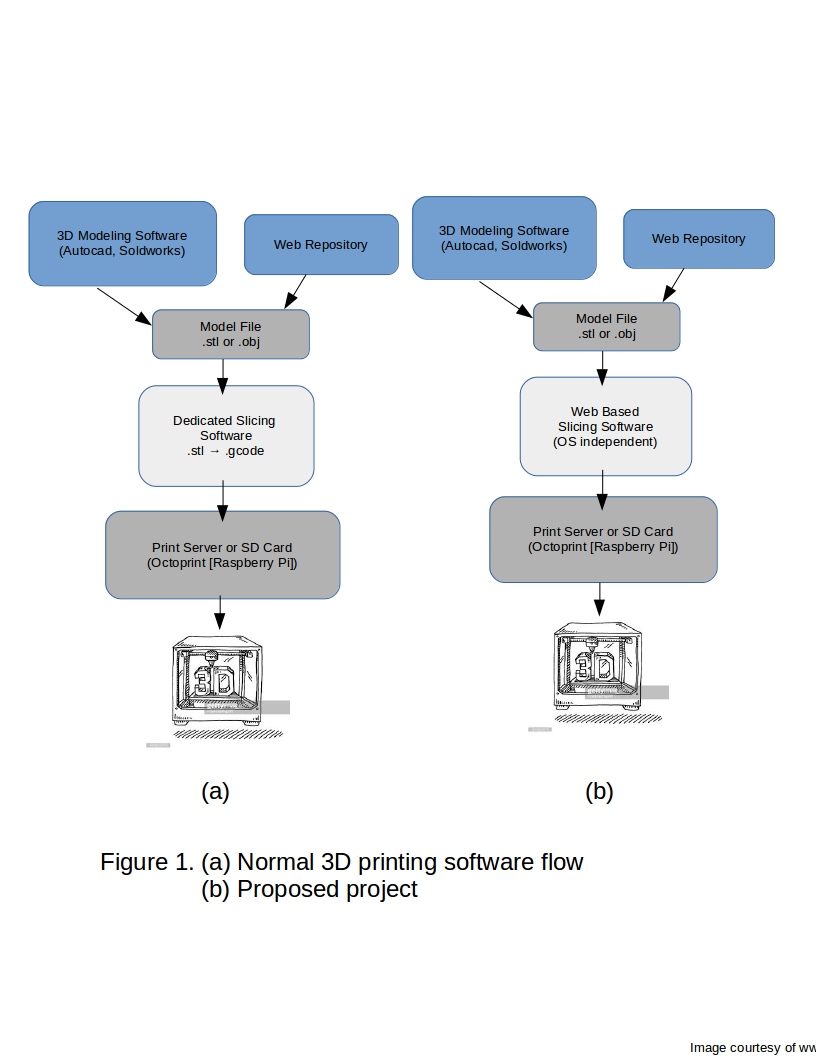 3D Modeling Software
(Autocad, Soldworks)
Web Repository
Model File
.stl or .obj
Dedicated Slicing
Software
.stl → .gcode
Print Server or SD Card
(Octoprint [Raspberry Pi])
3D
(a)
3D Modeling Software
(Autocad, Soldworks)
Web Repository
Model File
.stl or .obj
Web Based
Slicing Software
(OS independent)
Print Server or SD Card
(Octoprint [Raspberry Pi])
3D
(b)
Figure 1. (a) Normal 3D printing software flow
(b) Proposed project
Image courtesy of